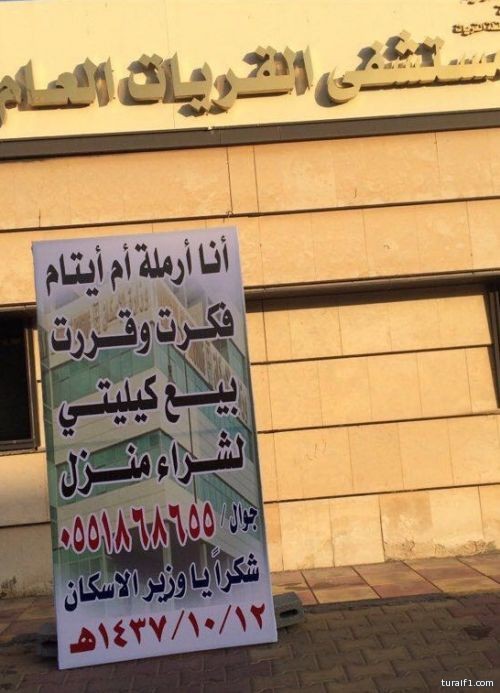 مستشفى القريات العام
أنا أرملة أم أيتام
فكرت وقررت
بيع كيليتي
لشراء منزل
جوال / ٠٥٥١٨٦٨٦٥٥
شكراً يا وزير الاسكان
١٤٣٧/١٠/١٢هـ
turaif1.com